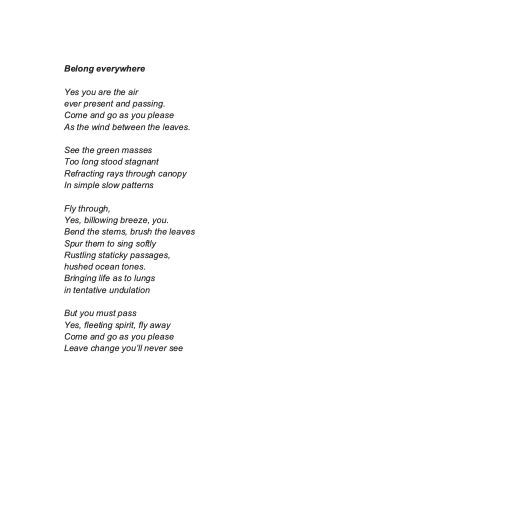 Belong everywhere

Yes you are the air
ever present and passing.
Come and go as you please
As the wind between the leaves.

See the green masses
Too long stood stagnant
Refracting rays through canopy
In simple slow patterns

Fly through,
Yes, billowing breeze, you.
Bend the stems, brush the leaves
Spur them to sing softly
Rustling staticky passages,
hushed ocean tones.
Bringing life as to lungs
in tentative undulation

But you must pass
Yes, fleeting spirit, fly away
Come and go as you please
Leave change you'll never see